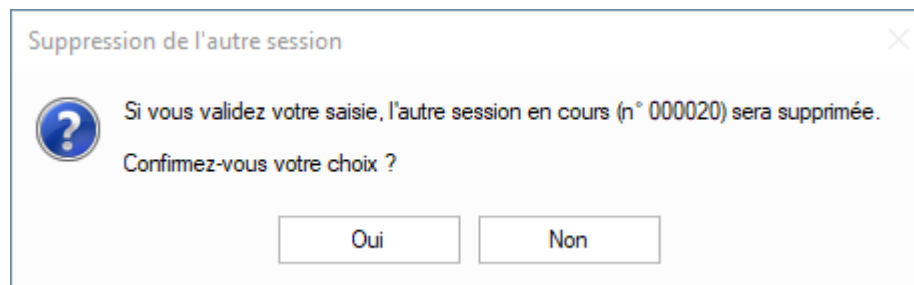 Suppression de l'autre session
Si vous validez votre saisie, l'autre session en cours (n° 000020) sera supprimée.
Confirmez-vous votre choix ?
Oui
Non